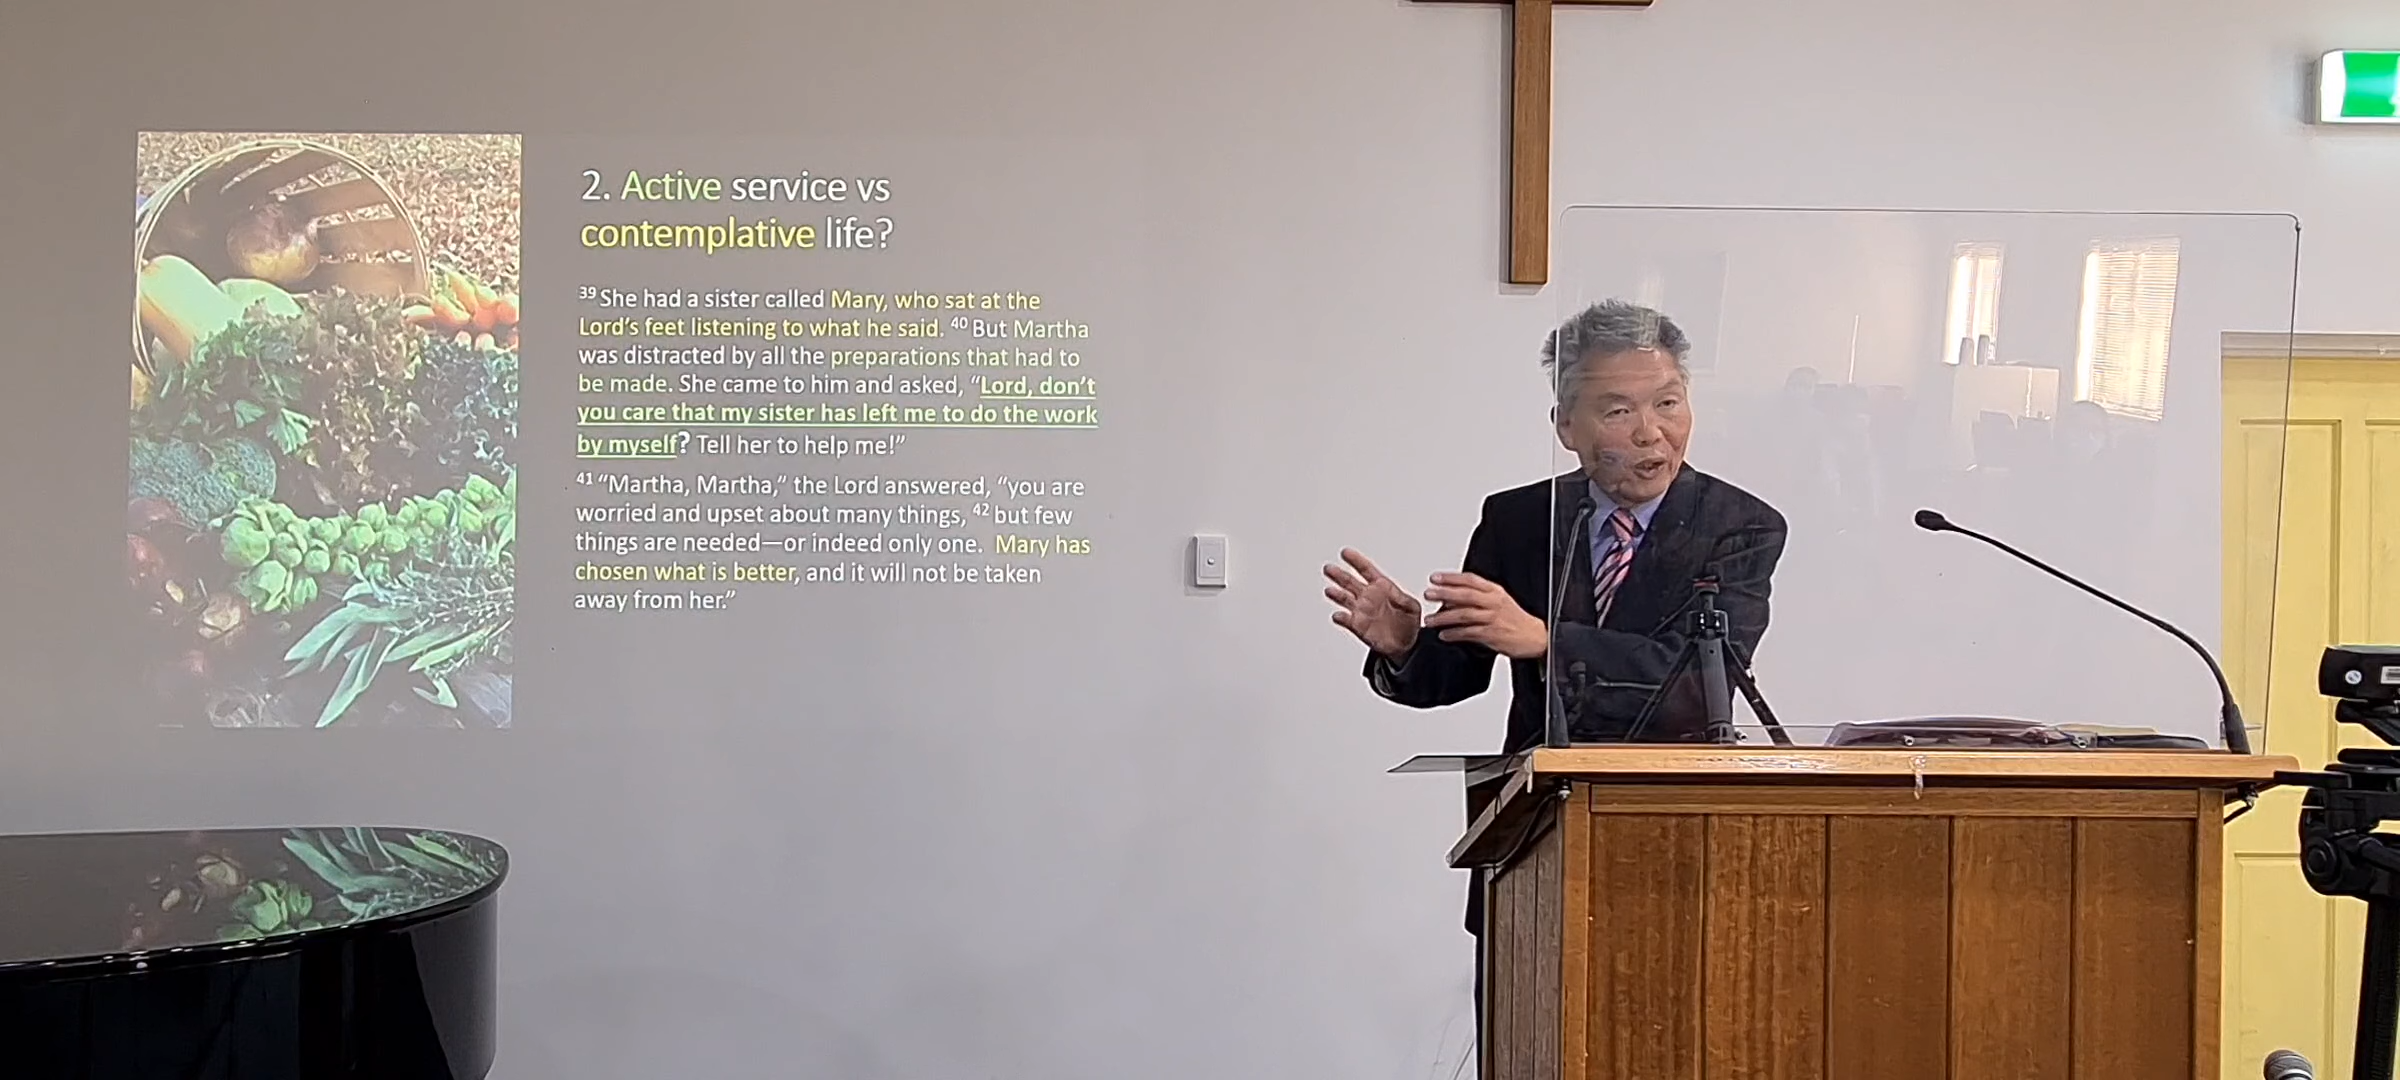 2. Active service vs
contemplative life?
39 She had a sister called Mary, who sat at the
Lord's feet listening to what he said. 40 But Martha
was distracted by all the preparations that had to
be made. She came to him and asked, “Lord, don't
you care that my sister has left me to do the work
by myself? Tell her to help me!”
41 “Martha, Martha,” the Lord answered, “you are
worried and upset about many things, 42 but few
things are needed—or indeed only one. Mary has
chosen what is better, and it will not be taken
away from her.”